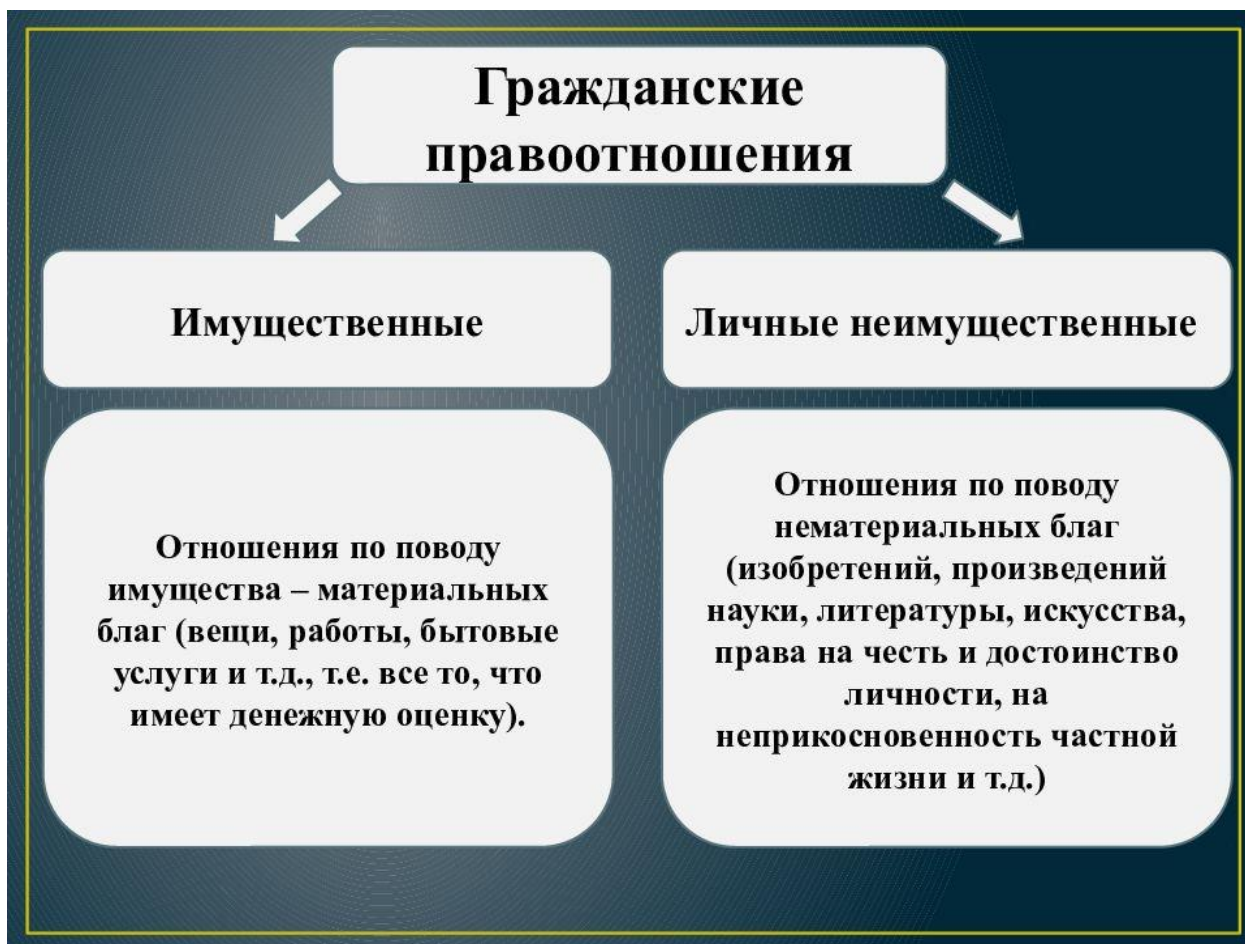 Гражданские
правоотношения
Имущественные
Личные неимущественные
Отношения по поводу
имущества – материальных
благ (вещи, работы, бытовые
услуги и т.д., т.е. все то, что
имеет денежную оценку).
Отношения по поводу
нематериальных благ
(изобретений, произведений
науки, литературы, искусства,
права на честь и достоинство
личности, на
неприкосновенность частной
жизни и т.д.)